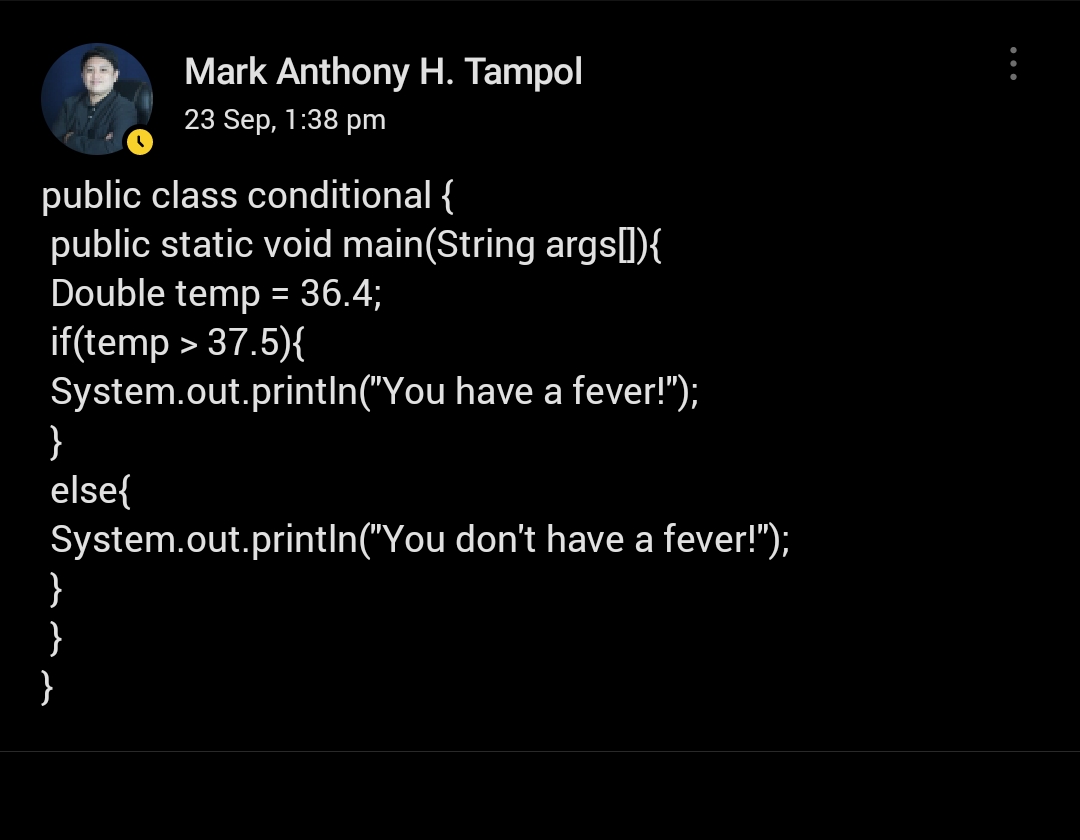 Mark Anthony H. Tampol
23 Sep, 1:38 pm
public class conditional {
public static void main(String args[]){
Double temp = 36.4;
if(temp > 37.5){
System.out.println("You have a fever!");
}
else{
System.out.println("You don't have a fever!");
}
}
}